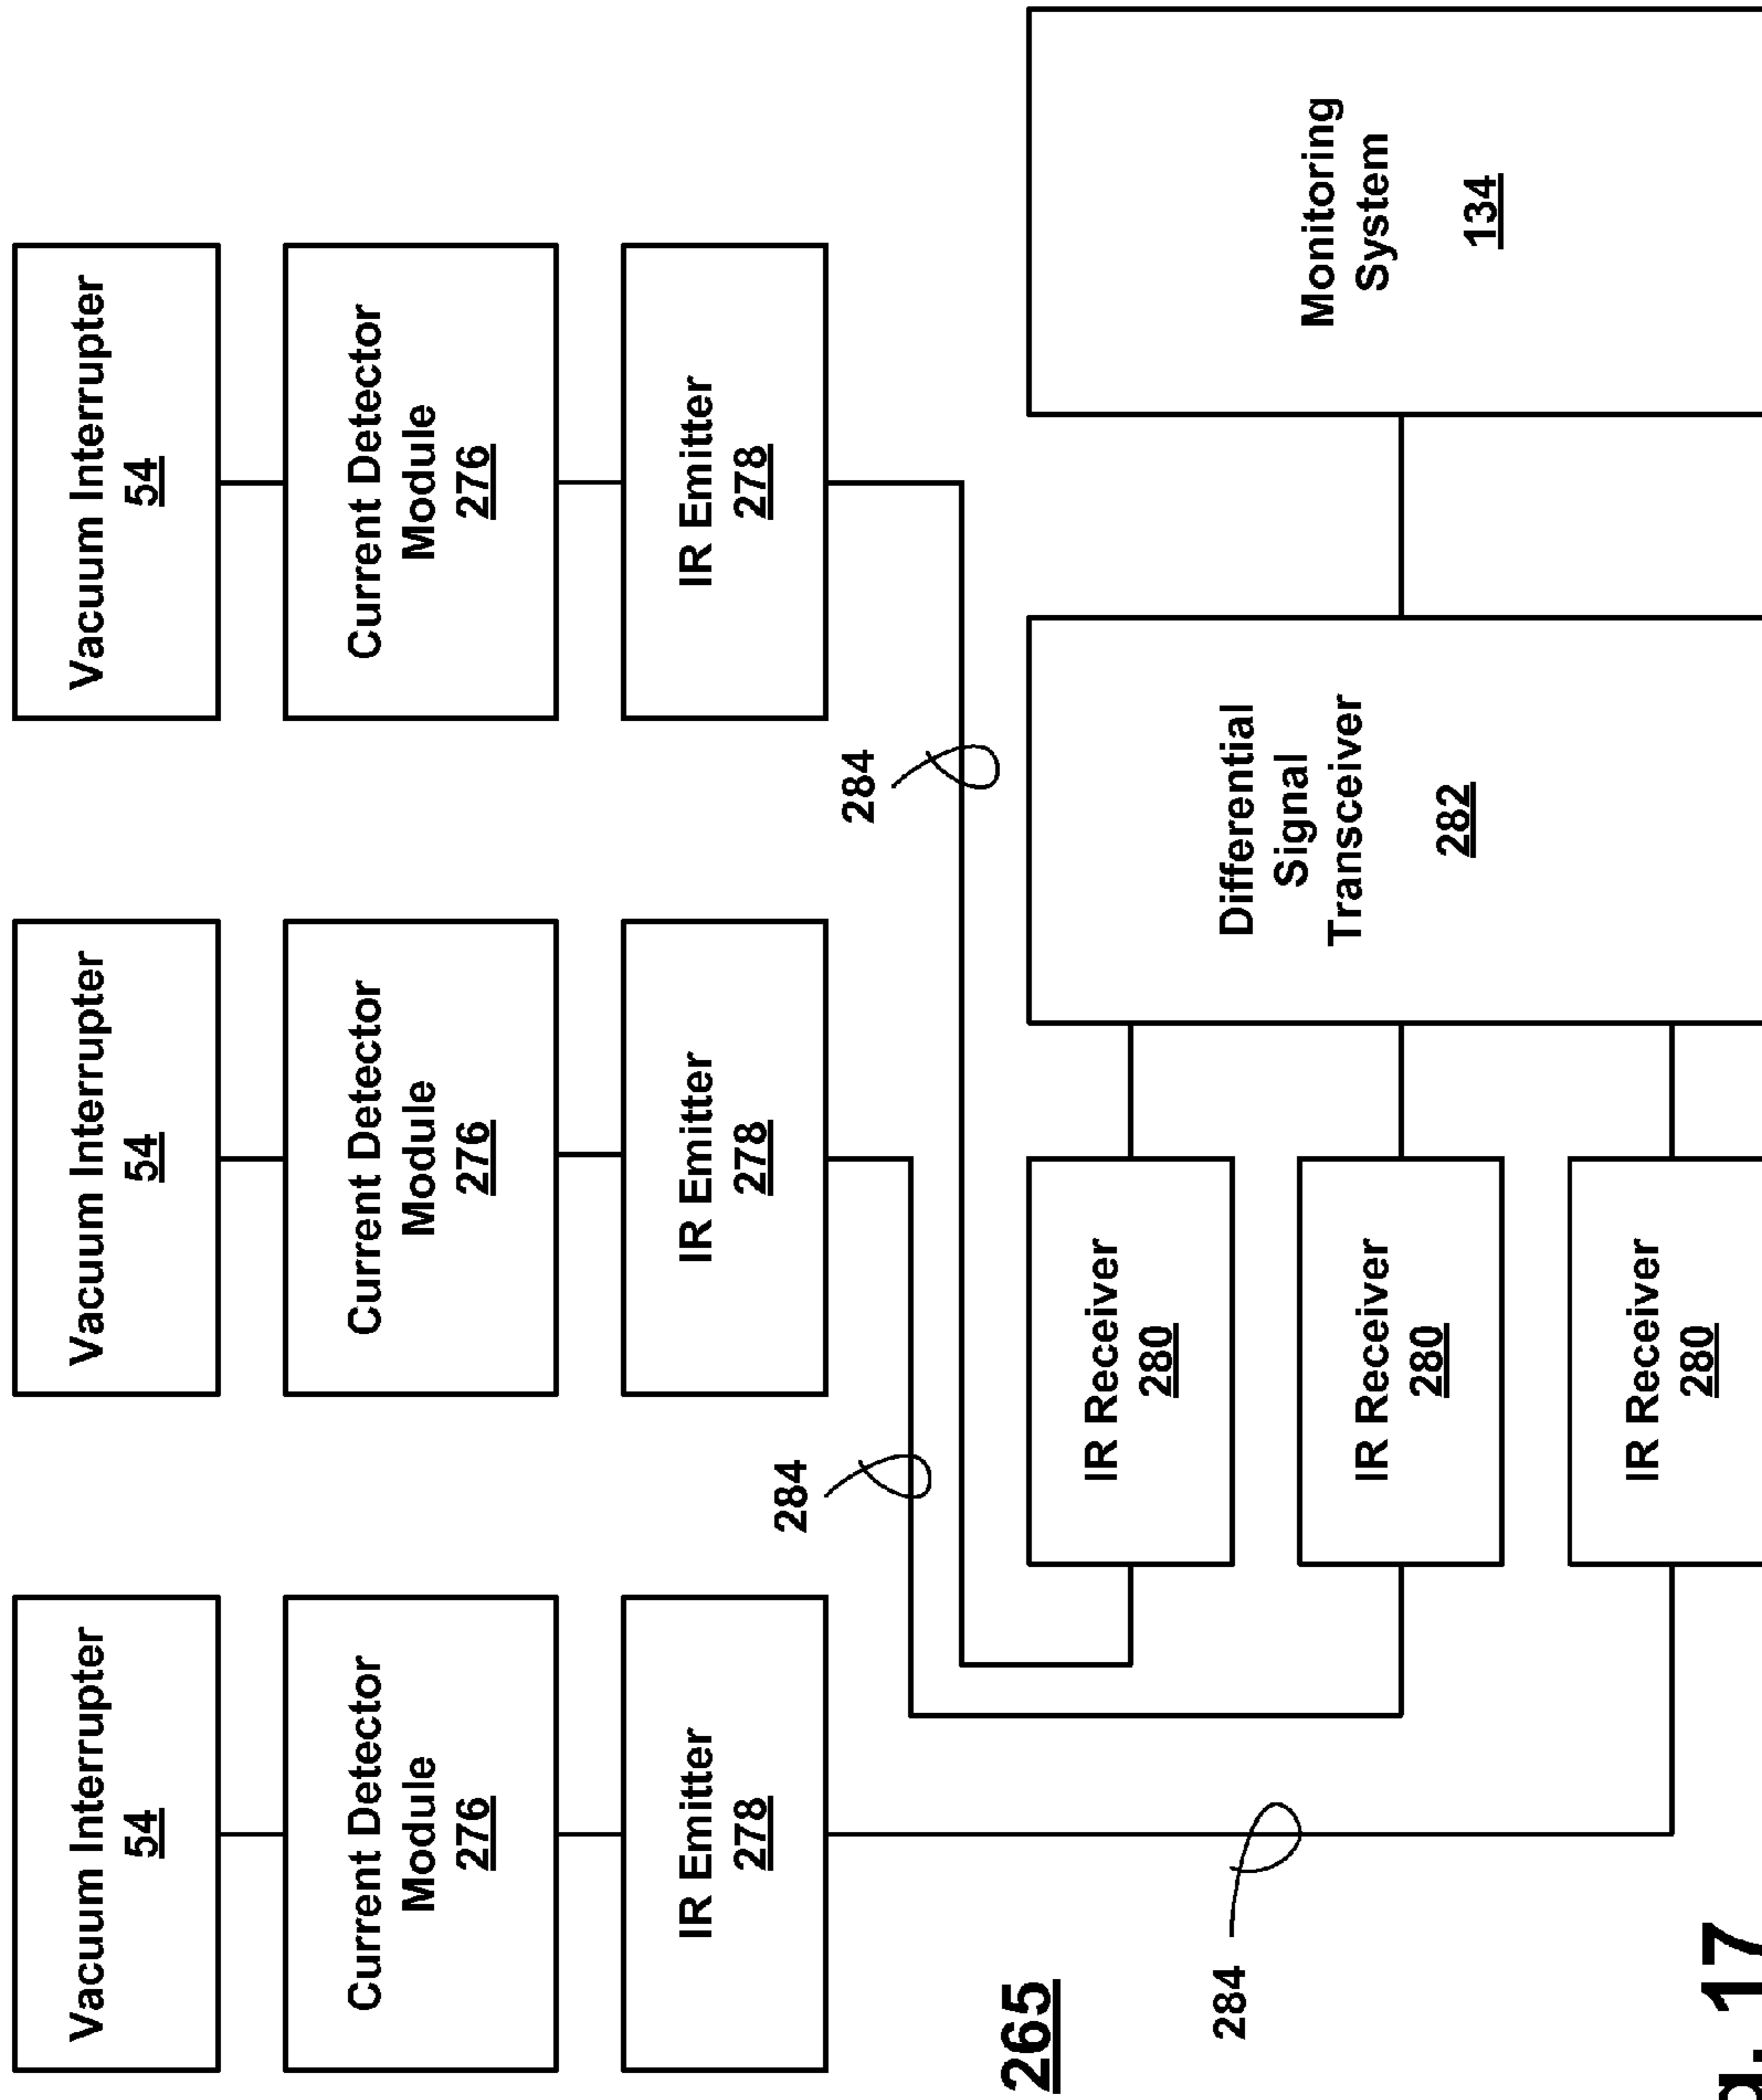 Vacuum Interrupter
54
Vacuum Interrupter
54
Vacuum Interrupter
54
Current Detector
Module
276
Current Detector
Module
276
Current Detector
Module
276
IR Emitter
278
IR Emitter
278
IR Emitter
278
284
284
265
284
IR Receiver
280
IR Receiver
280
IR Receiver
280
Differential
Signal
Transceiver
282
Monitoring
System
134
17